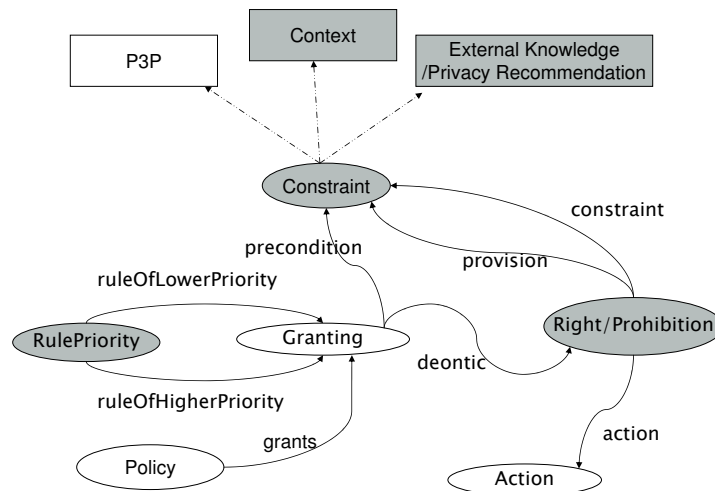 Context
P3P
External Knowledge
/Privacy Recommendation
Constraint
constraint
precondition
provision
ruleOfLowerPriority
RulePriority
Granting
Right/Prohibition
deontic
ruleOfHigherPriority
action
grants
Policy
Action